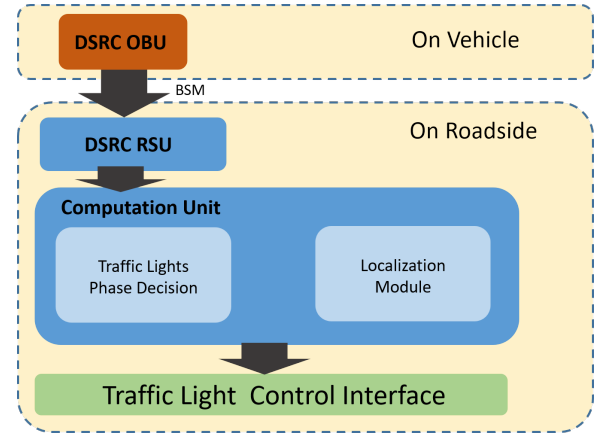 DSRC OBU
On Vehicle
BSM
On Roadside
DSRC RSU
Computation Unit
Traffic Lights
Phase Decision
Localization
Module
Traffic Light Control Interface